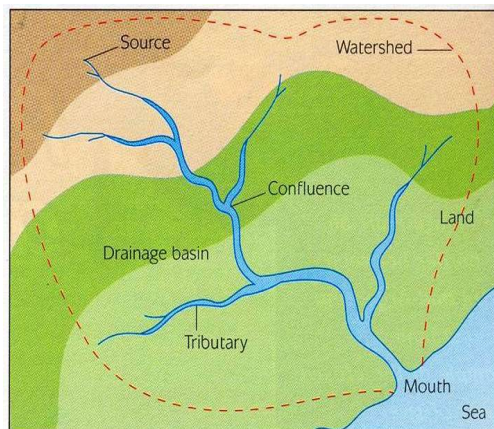 Source
Watershed
Confluence
Land
Drainage basin
Tributary
Mouth
Sea